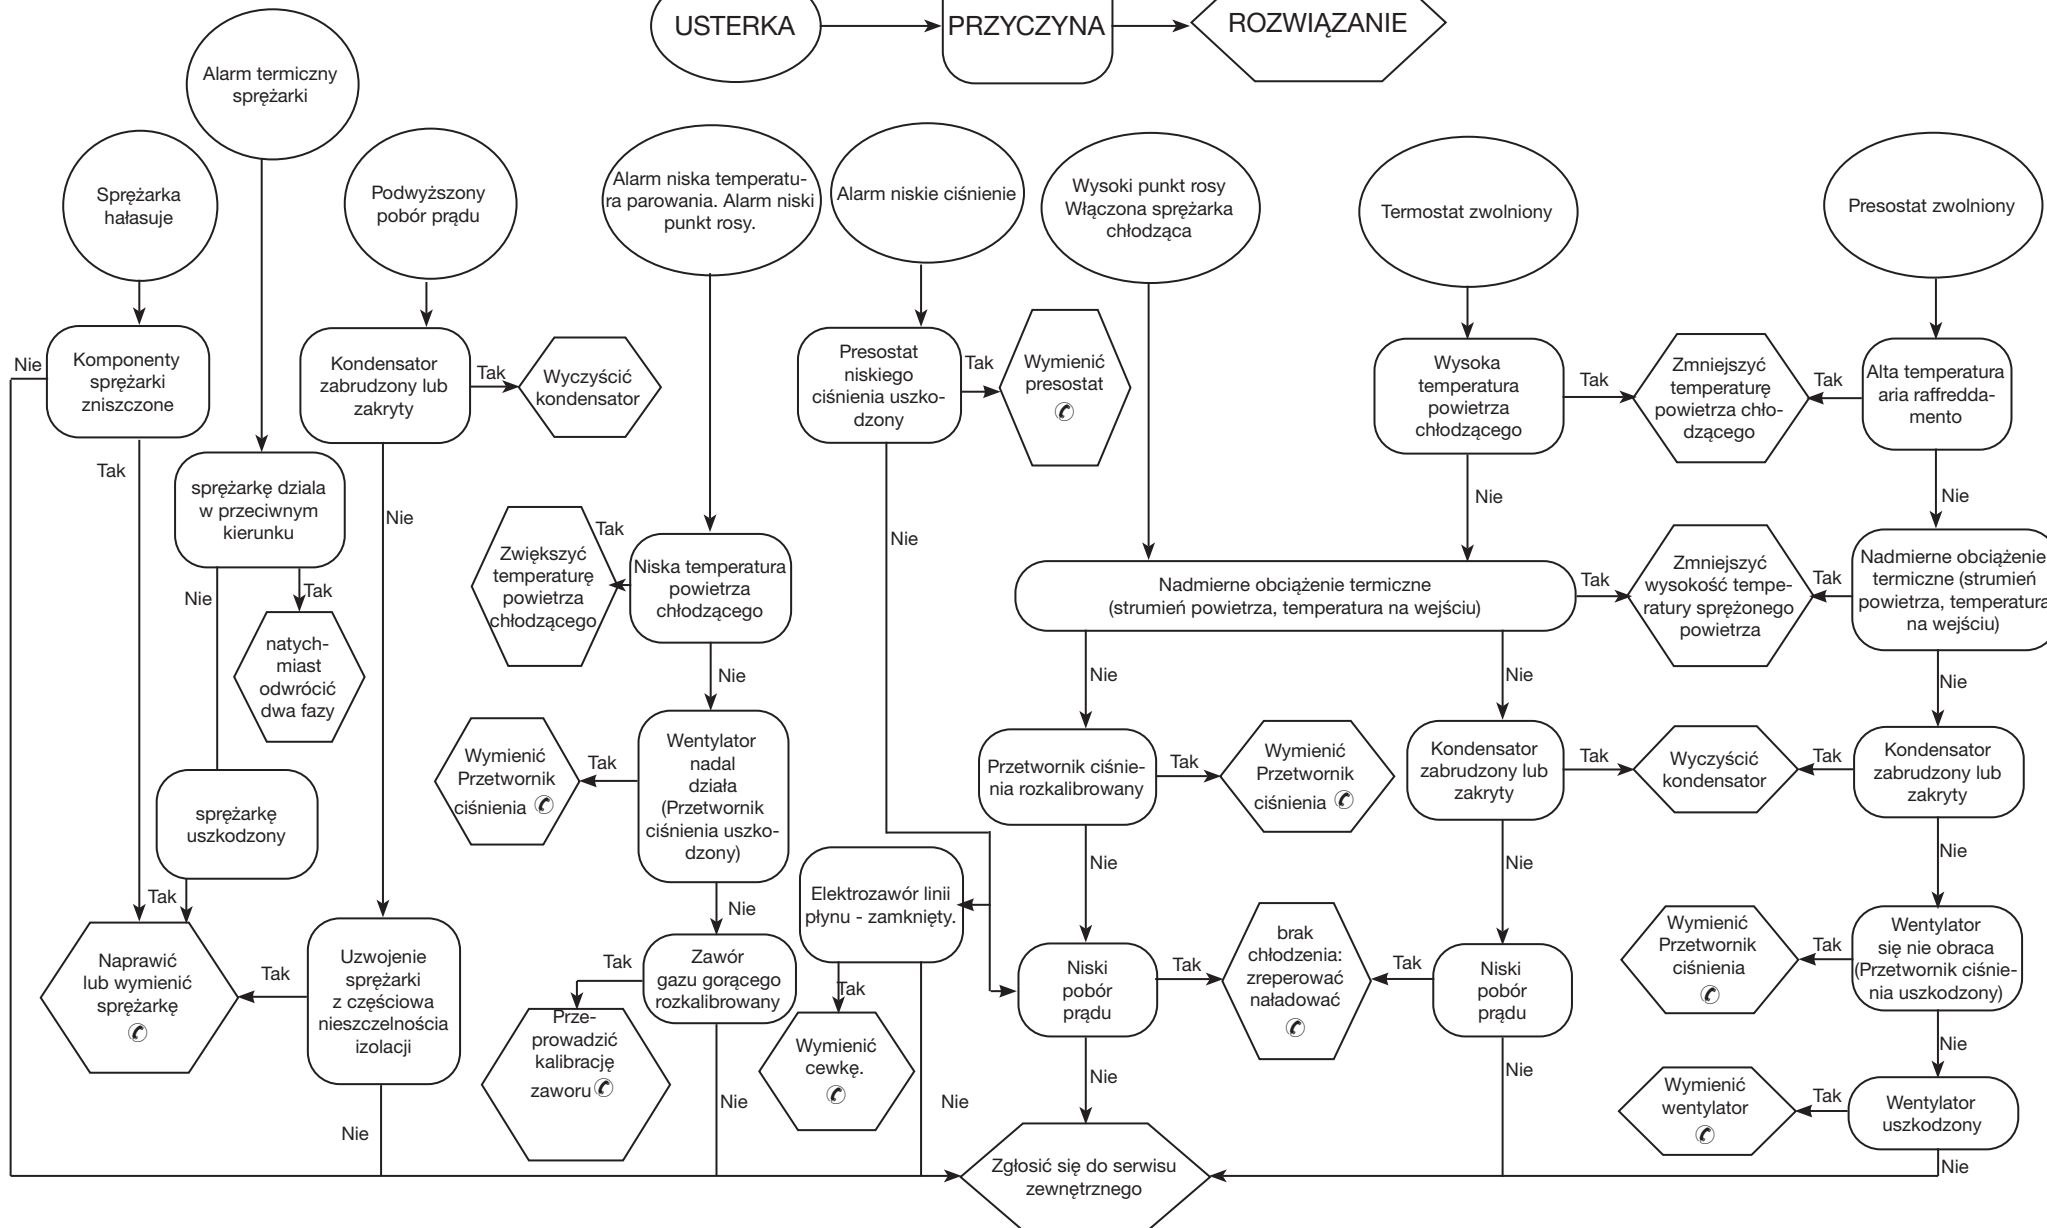 USTERKA
PRZYCZYNA
ROZWIĄZANIE
Alarm termiczny
sprężarki
Sprężarka
hałasuje
Podwyższony
pobór prądu
Alarm niska temperatu-
ra parowania. Alarm niski
punkt rosy.
Alarm niskie ciśnienie
Wysoki punkt rosy
Włączona sprężarka
chłodząca
Termostat zwolniony
Presostat zwolniony
Nie
Komponenty
sprężarki
zniszczone
Kondensator
zabrudzony lub
zakryty
Tak
Wyczyścić
kondensator
Presostat
niskiego
ciśnienia uszko-
dzony
Tak
Wymienić
presostat
Wysoka
temperatura
powietrza
chłodzącego
Tak
Zmniejszyć
temperaturę
powietrza chło-
dzącego
Tak
Alta temperatura
aria raffredda-
mento
Tak
sprężarkę dziala
w przeciwnym
kierunku
Nie
Nie
Nie
Nie
Zwiększyć
temperaturę
powietrza
chłodzącego
Tak
Niska temperatura
powietrza
chłodzącego
Nadmierne obciążenie termiczne
(strumień powietrza, temperatura na wejściu)
Tak
Zmniejszyć
wysokość tempe-
ratury sprężonego
powietrza
Tak
Nadmierne obciążenie
termiczne (strumień
powietrza, temperatura
na wejściu)
Nie
Tak
natych-
miast
odwrócić
dwa fazy
Nie
Nie
Nie
Nie
Wymienić
Przetwornik
ciśnienia
Tak
Wentylator
nadal
działa
(Przetwornik
ciśnienia uszko-
dzony)
Przetwornik ciśnie-
nia rozkalibrowany
Tak
Wymienić
Przetwornik
ciśnienia
Kondensator
zabrudzony lub
zakryty
Tak
Wyczyścić
kondensator
Tak
Kondensator
zabrudzony lub
zakryty
sprężarkę
uszkodzony
Nie
Nie
Nie
Tak
Nie
Elektrozawór linii
płynu - zamknięty.
Naprawić
lub wymienić
sprężarkę
Tak
Uzwojenie
sprężarki
z częściowa
nieszczelnościa
izolacji
Tak
Zawór
gazu gorącego
rozkalibrowany
Tak
Niski
pobór
prądu
Tak
brak
chłodzenia:
zreperować
naładować
Tak
Niski
pobór
prądu
Wymienić
Przetwornik
ciśnienia
Tak
Wentylator
się nie obraca
(Przetwornik ciśnie-
nia uszkodzony)
Prze-
prowadzić
kalibrację
zaworu
Wymienić
cewkę.
Nie
Nie
Nie
Nie
Nie
Nie
Nie
Wymienić
wentylator
Tak
Wentylator
uszkodzony
Nie
Zgłosić się do serwisu
zewnętrznego